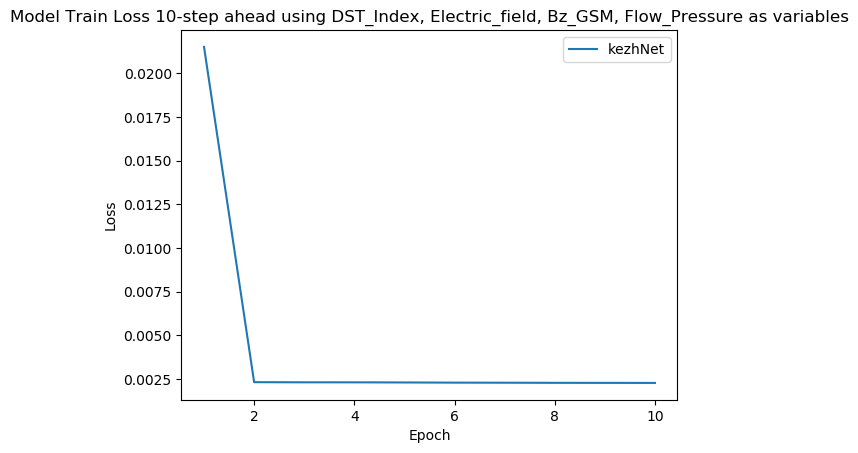 Model Train Loss 10-step ahead using DST_Index, Electric_field, Bz_GSM, Flow_Pressure as variables
kezhNet
0.0200
0.0175
0.0150
0.0125
0.0100
0.0075
0.0050
0.0025
Loss
2 4 6 8 10
Epoch